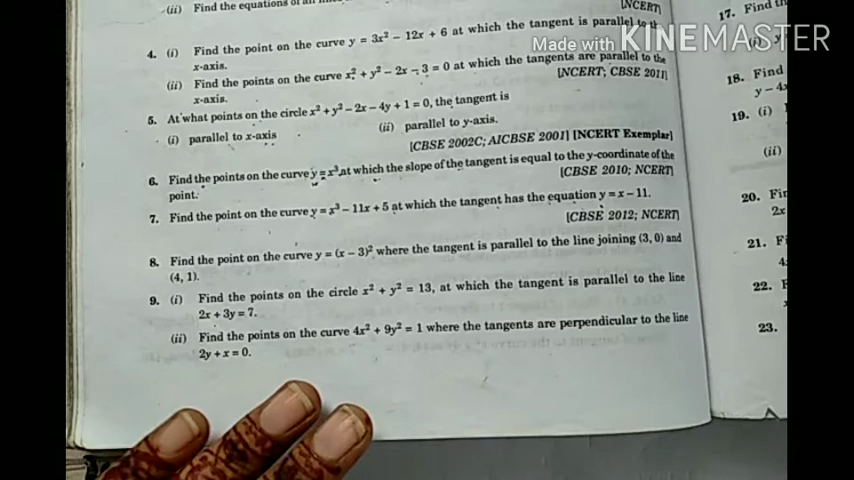 (ii) Find the equations of all
[NCERT]
4. (i) Find the point on the curve y = 3x² − 12x + 6 at which the tangent is parallel to the
x-axis.
(ii) Find the points on the curve x² + y² − 2x − 3 = 0 at which the tangents are parallel to the
x-axis.
[NCERT; CBSE 2011]
5. At what points on the circle x² + y² − 2x − 4y + 1 = 0, the tangent is
(i) parallel to x-axis (ii) parallel to y-axis.
[CBSE 2002C; AICBSE 2001] [NCERT Exemplar]
6. Find the points on the curve y = x³ at which the slope of the tangent is equal to the y-coordinate of the
point.
[CBSE 2010; NCERT]
7. Find the point on the curve y = x³ − 11x + 5 at which the tangent has the equation y = x − 11.
[CBSE 2012; NCERT]
8. Find the point on the curve y = (x − 3)² where the tangent is parallel to the line joining (3, 0) and
(4, 1).
9. (i) Find the points on the circle x² + y² = 13, at which the tangent is parallel to the line
2x + 3y = 7.
(ii) Find the points on the curve 4x² + 9y² = 1 where the tangents are perpendicular to the line
2y + x = 0.
17. Find
18. Find
y − 4x
19. (i)
(ii)
20.
2x
21.
22.
23.
Made with KINEMASTER